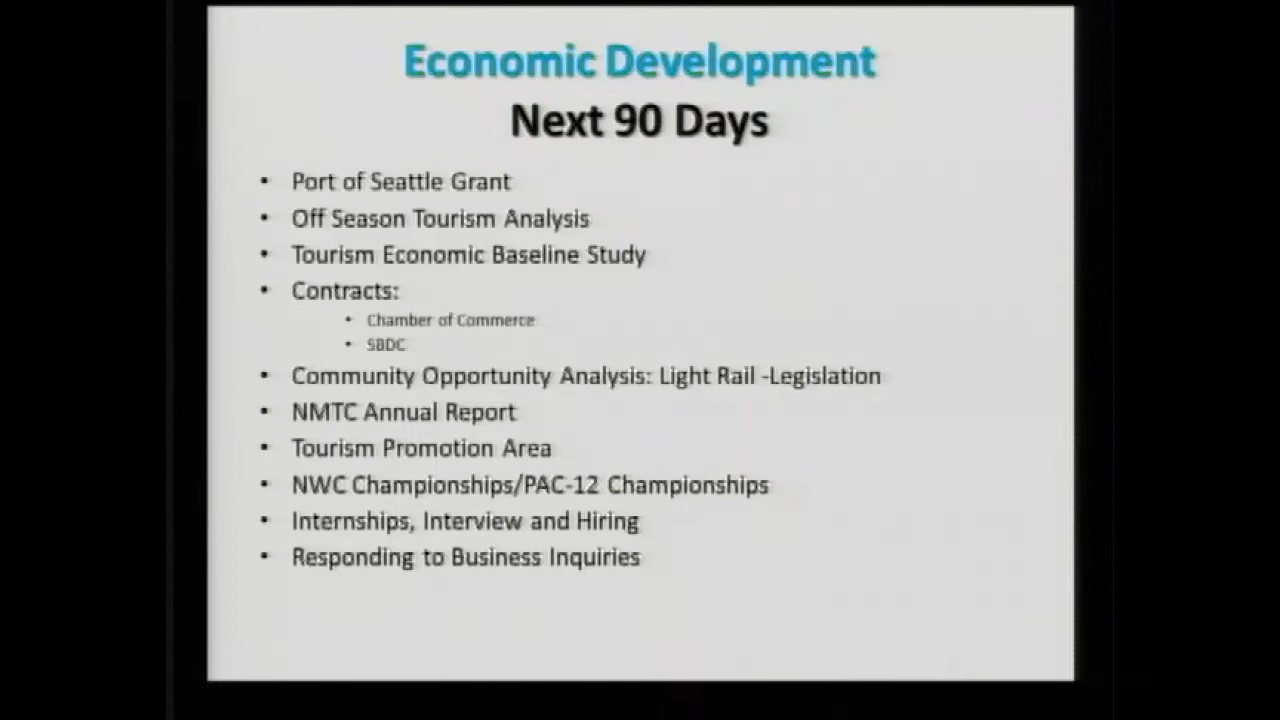 Economic Development
Next 90 Days
• Port of Seattle Grant
• Off Season Tourism Analysis
• Tourism Economic Baseline Study
• Contracts:
• Chamber of Commerce
• SBDC
• Community Opportunity Analysis: Light Rail -Legislation
• NMTC Annual Report
• Tourism Promotion Area
• NWC Championships/PAC-12 Championships
• Internships, Interview and Hiring
• Responding to Business Inquiries